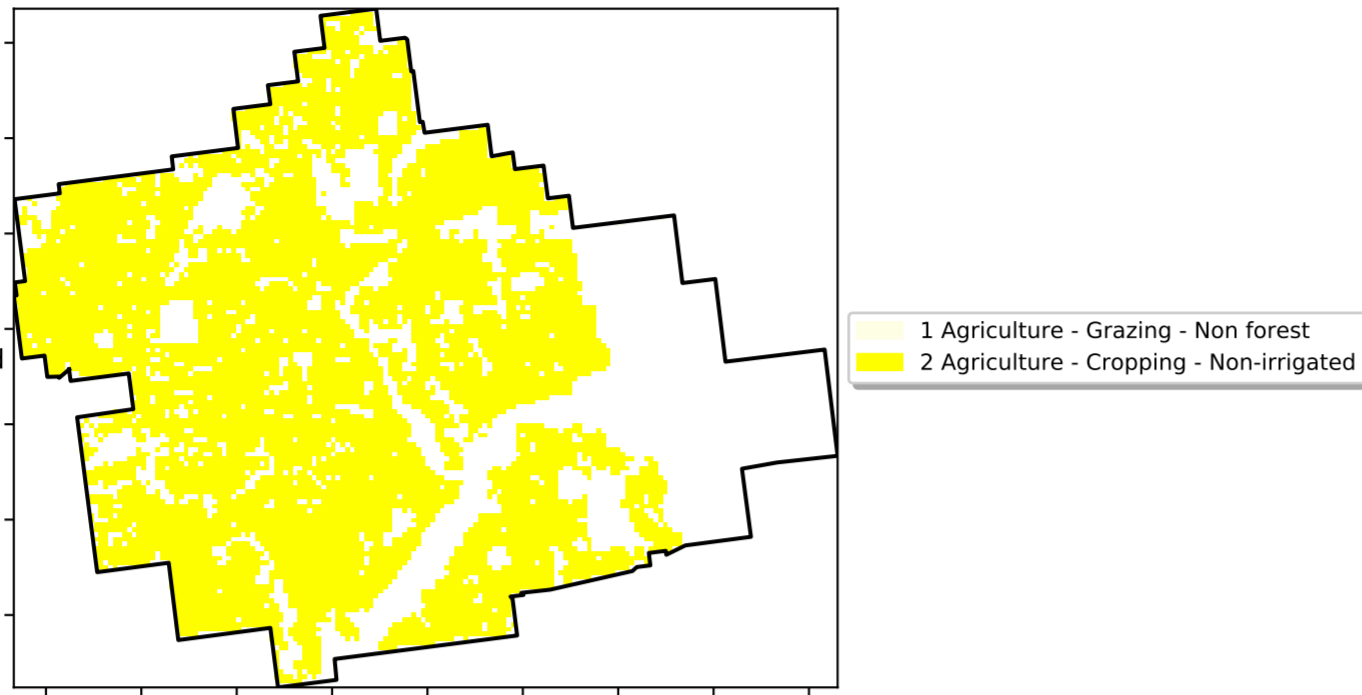 1 Agriculture - Grazing - Non forest
2 Agriculture - Cropping - Non-irrigated